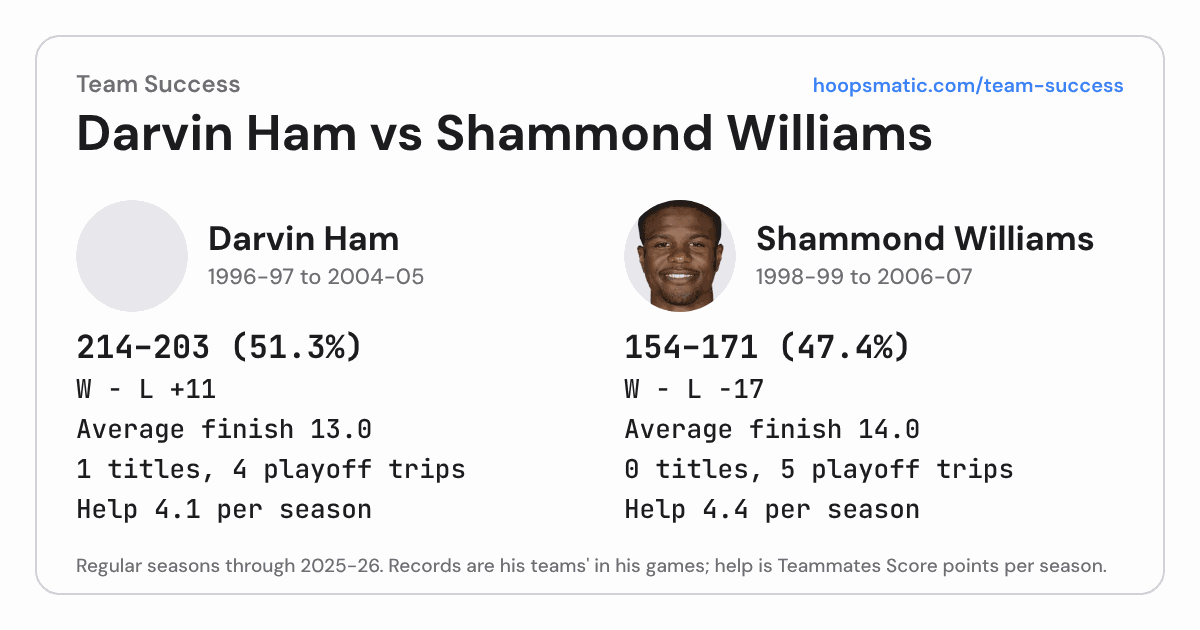 Team Success
hoopsmatic.com/team-success
Darvin Ham vs Shammond Williams
Darvin Ham
1996-97 to 2004-05
214-203 (51.3%)
W - L +11
Average finish 13.0
1 titles, 4 playoff trips
Help 4.1 per season
Shammond Williams
1998-99 to 2006-07
154-171 (47.4%)
W - L -17
Average finish 14.0
0 titles, 5 playoff trips
Help 4.4 per season
Regular seasons through 2025-26. Records are his teams' in his games; help is Teammates Score points per season.